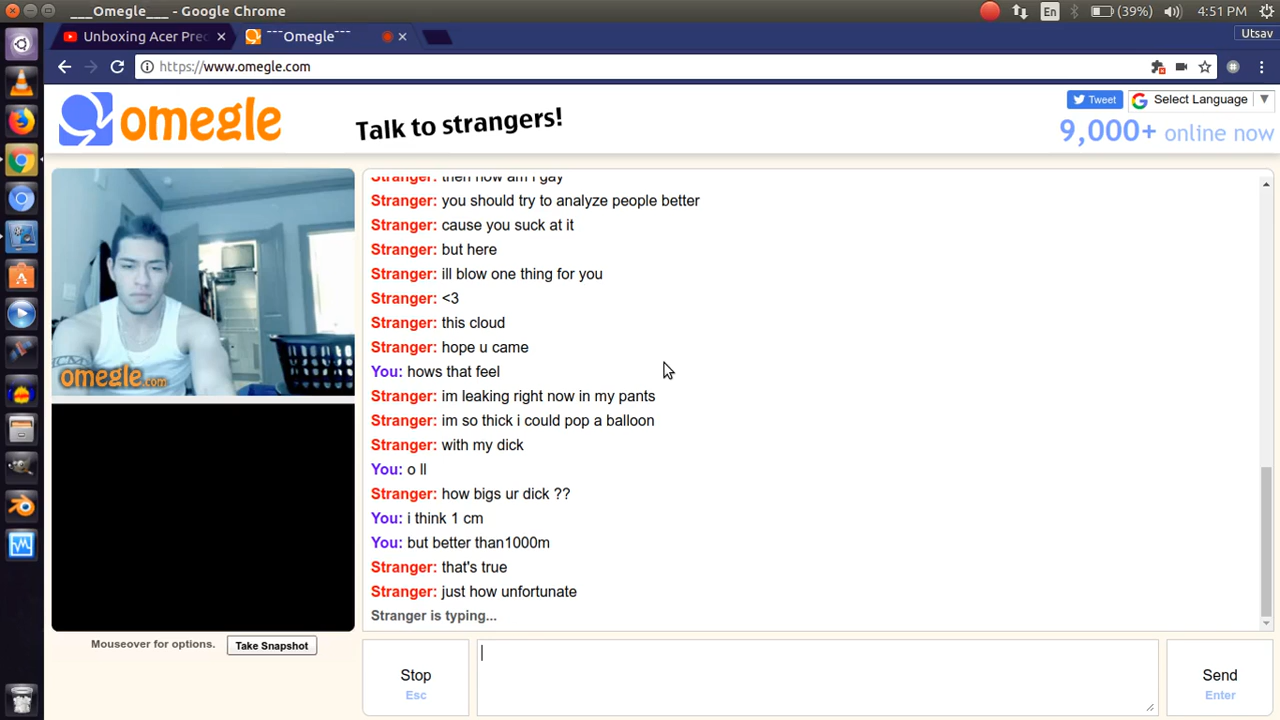 ___Omegle___ - Google Chrome
En (39%) 4:51 PM
Unboxing Acer Prec
Omegle
Utsav
https://www.omegle.com
omegle
Talk to strangers!
Tweet
Select Language
9,000+ online now
omegle.com
Stranger: then how am i gay
Stranger: you should try to analyze people better
Stranger: cause you suck at it
Stranger: but here
Stranger: ill blow one thing for you
Stranger: <3
Stranger: this cloud
Stranger: hope u came
You: hows that feel
Stranger: im leaking right now in my pants
Stranger: im so thick i could pop a balloon
Stranger: with my dick
You: o ll
Stranger: how bigs ur dick ??
You: i think 1 cm
You: but better than1000m
Stranger: that's true
Stranger: just how unfortunate
Stranger is typing...
Mouseover for options.
Take Snapshot
Stop
Esc
Send
Enter